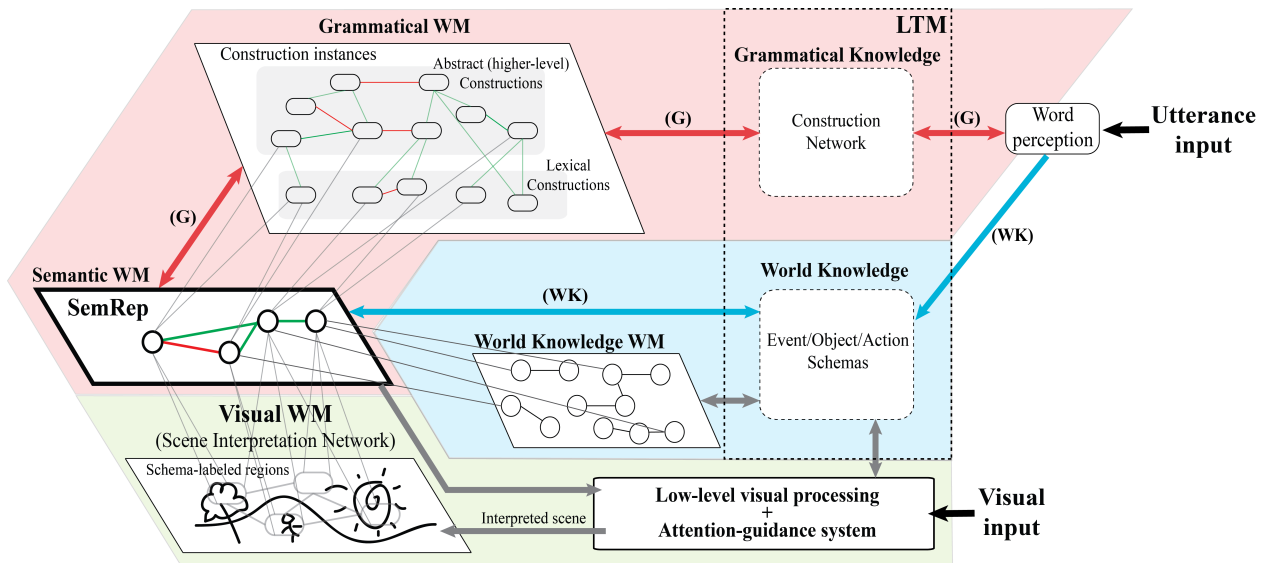 Grammatical WM
LTM
Construction instances
Abstract (higher-level)
Constructions
Grammatical Knowledge
(G)
Construction
Network
(G)
Word
perception
Utterance
input
Lexical
Constructions
(G)
(WK)
Semantic WM
SemRep
(WK)
World Knowledge
World Knowledge WM
Event/Object/Action
Schemas
Visual WM
(Scene Interpretation Network)
Schema-labeled regions
Interpreted scene
Low-level visual processing
+
Attention-guidance system
Visual
input